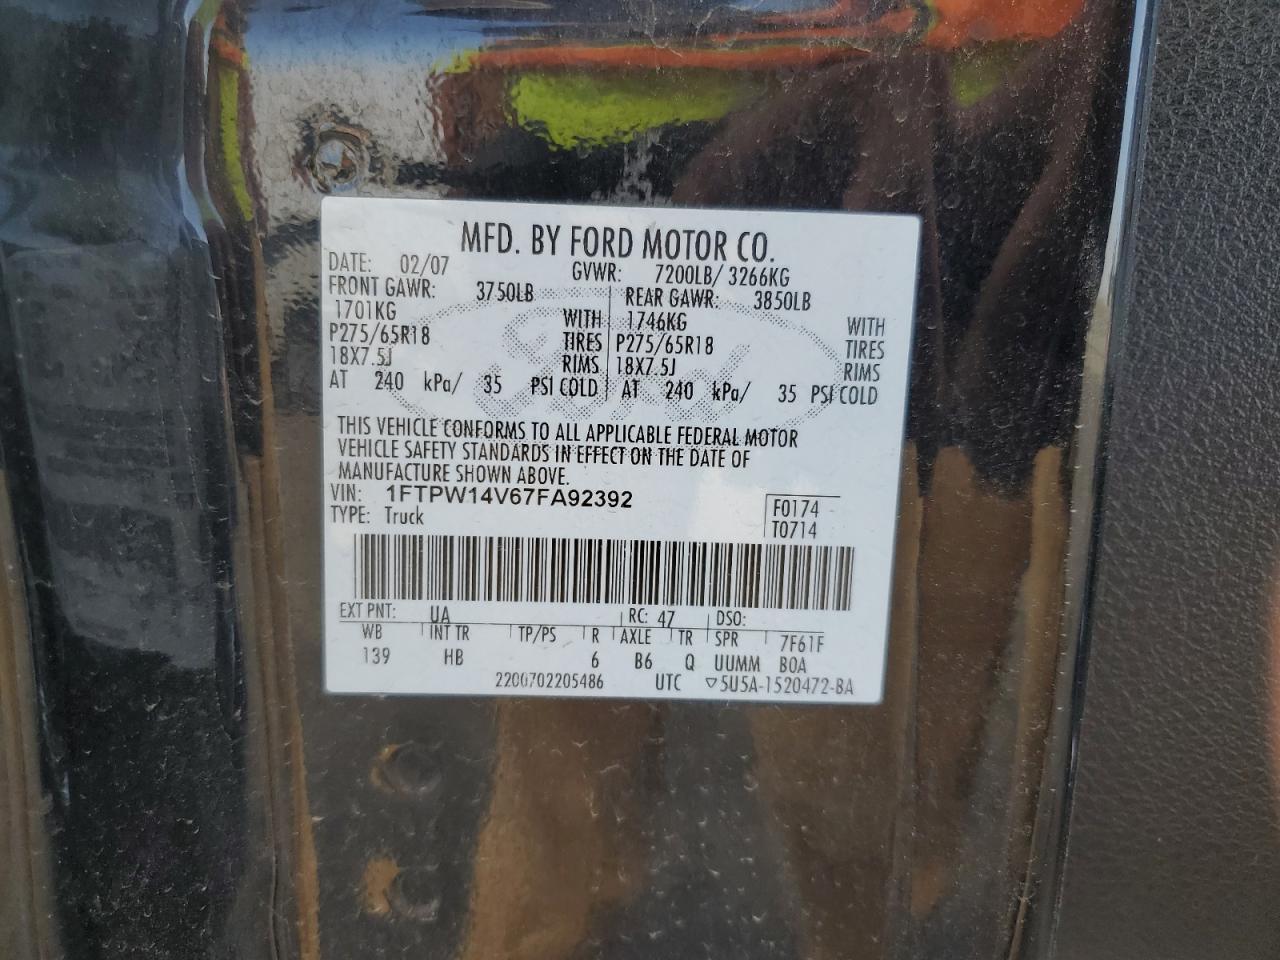 MFD. BY FORD MOTOR CO.
DATE: 02/07 GVWR: 7200LB/ 3266KG
FRONT GAWR: 3750LB REAR GAWR: 3850LB
1701KG WITH 1746KG WITH
P275/65R18 TIRES P275/65R18 TIRES
18X7.5J RIMS 18X7.5J RIMS
AT 240 kPa/ 35 PSI COLD AT 240 kPa/ 35 PSI COLD
THIS VEHICLE CONFORMS TO ALL APPLICABLE FEDERAL MOTOR
VEHICLE SAFETY STANDARDS IN EFFECT ON THE DATE OF
MANUFACTURE SHOWN ABOVE.
VIN: 1FTPW14V67FA92392 F0174
TYPE: Truck T0714
EXT PNT: UA RC: 47 DSO:
WB INT TR TP/PS R AXLE TR SPR 7F61F
139 HB 6 B6 Q UUMM BOA
2200702205486 UTC ▽5U5A-1520472-BA